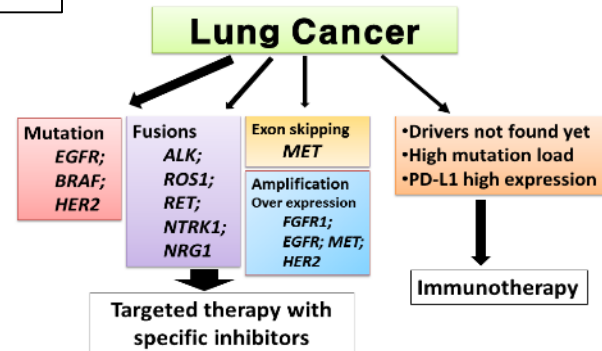 Lung Cancer
Mutation
EGFR;
BRAF;
HER2
Fusions
ALK;
ROS1;
RET;
NTRK1;
NRG1
Exon skipping
MET
Amplification
Over expression
FGFR1;
EGFR; MET;
HER2
•Drivers not found yet
•High mutation load
•PD-L1 high expression
Targeted therapy with
specific inhibitors
Immunotherapy